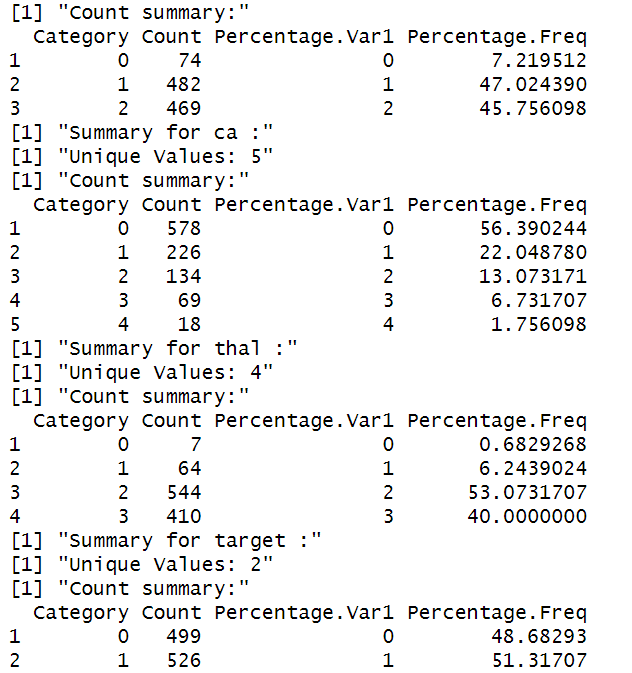 [1] "Count summary:"
  Category Count Percentage.Var1 Percentage.Freq
1        0    74               0        7.219512
2        1   482               1       47.024390
3        2   469               2       45.756098
[1] "Summary for ca :"
[1] "Unique Values: 5"
[1] "Count summary:"
  Category Count Percentage.Var1 Percentage.Freq
1        0   578               0       56.390244
2        1   226               1       22.048780
3        2   134               2       13.073171
4        3    69               3        6.731707
5        4    18               4        1.756098
[1] "Summary for thal :"
[1] "Unique Values: 4"
[1] "Count summary:"
  Category Count Percentage.Var1 Percentage.Freq
1        0     7               0       0.6829268
2        1    64               1       6.2439024
3        2   544               2      53.0731707
4        3   410               3      40.0000000
[1] "Summary for target :"
[1] "Unique Values: 2"
[1] "Count summary:"
  Category Count Percentage.Var1 Percentage.Freq
1        0   499               0        48.68293
2        1   526               1        51.31707